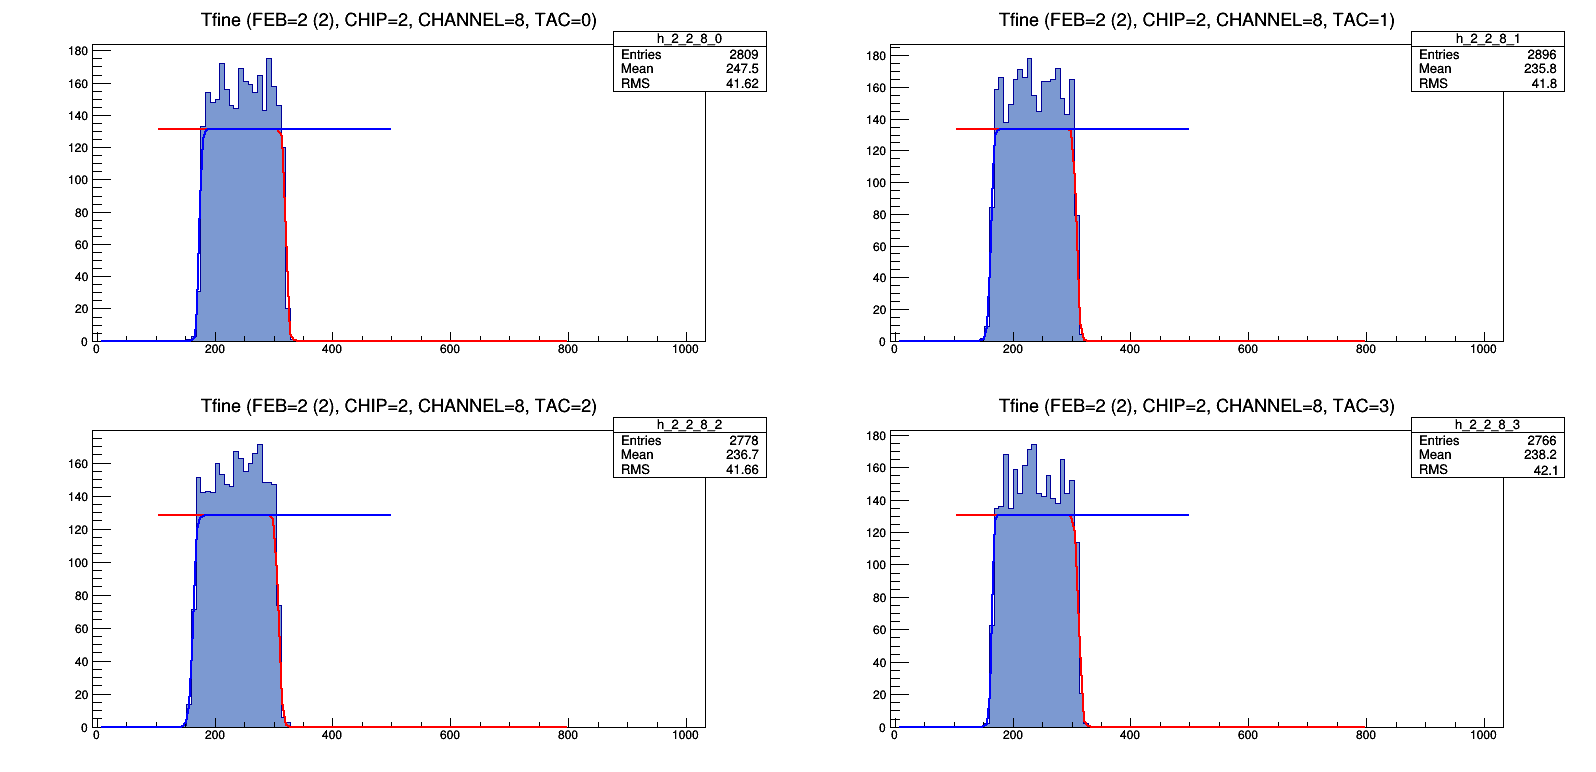 Tfine (FEB=2 (2), CHIP=2, CHANNEL=8, TAC=0)
h_2_2_8_0
Entries 2809
Mean 247.5
RMS 41.62
180
160
140
120
100
80
60
40
20
0
0 200 400 600 800 1000
Tfine (FEB=2 (2), CHIP=2, CHANNEL=8, TAC=1)
h_2_2_8_1
Entries 2896
Mean 235.8
RMS 41.8
180
160
140
120
100
80
60
40
20
0
0 200 400 600 800 1000
Tfine (FEB=2 (2), CHIP=2, CHANNEL=8, TAC=2)
h_2_2_8_2
Entries 2778
Mean 236.7
RMS 41.66
160
140
120
100
80
60
40
20
0
0 200 400 600 800 1000
Tfine (FEB=2 (2), CHIP=2, CHANNEL=8, TAC=3)
h_2_2_8_3
Entries 2766
Mean 238.2
RMS 42.1
180
160
140
120
100
80
60
40
20
0
0 200 400 600 800 1000